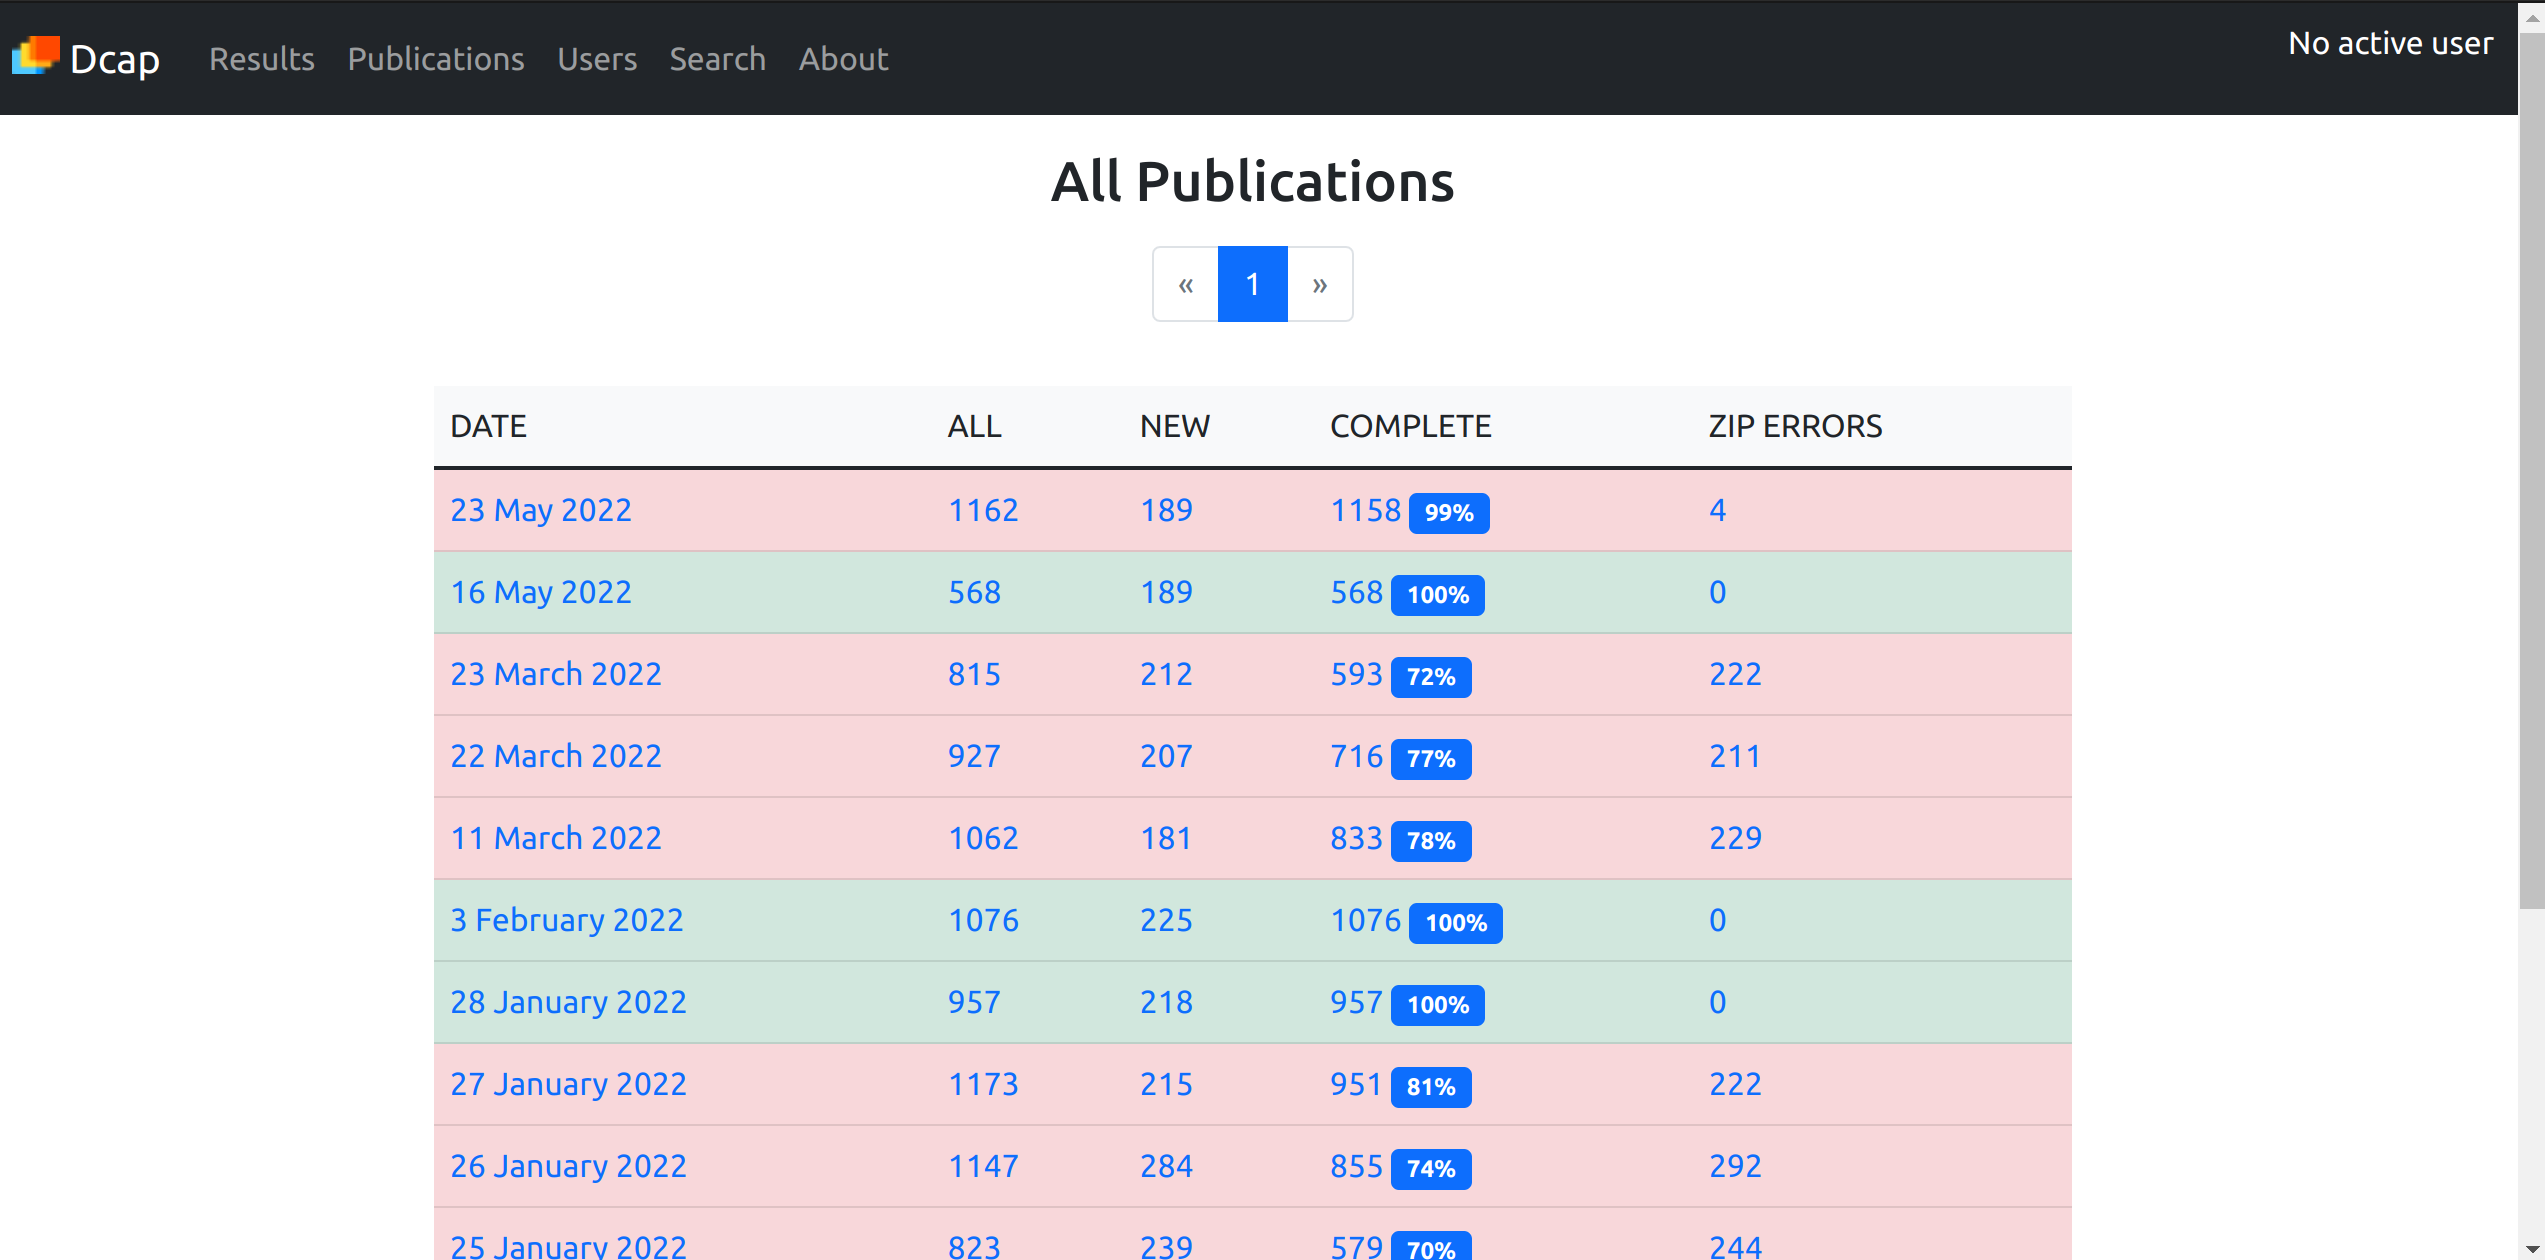 Dcap Results Publications Users Search About No active user
All Publications
« 1 »
DATE ALL NEW COMPLETE ZIP ERRORS
23 May 2022 1162 189 1158 99% 4
16 May 2022 568 189 568 100% 0
23 March 2022 815 212 593 72% 222
22 March 2022 927 207 716 77% 211
11 March 2022 1062 181 833 78% 229
3 February 2022 1076 225 1076 100% 0
28 January 2022 957 218 957 100% 0
27 January 2022 1173 215 951 81% 222
26 January 2022 1147 284 855 74% 292
25 January 2022 823 239 579 70% 244